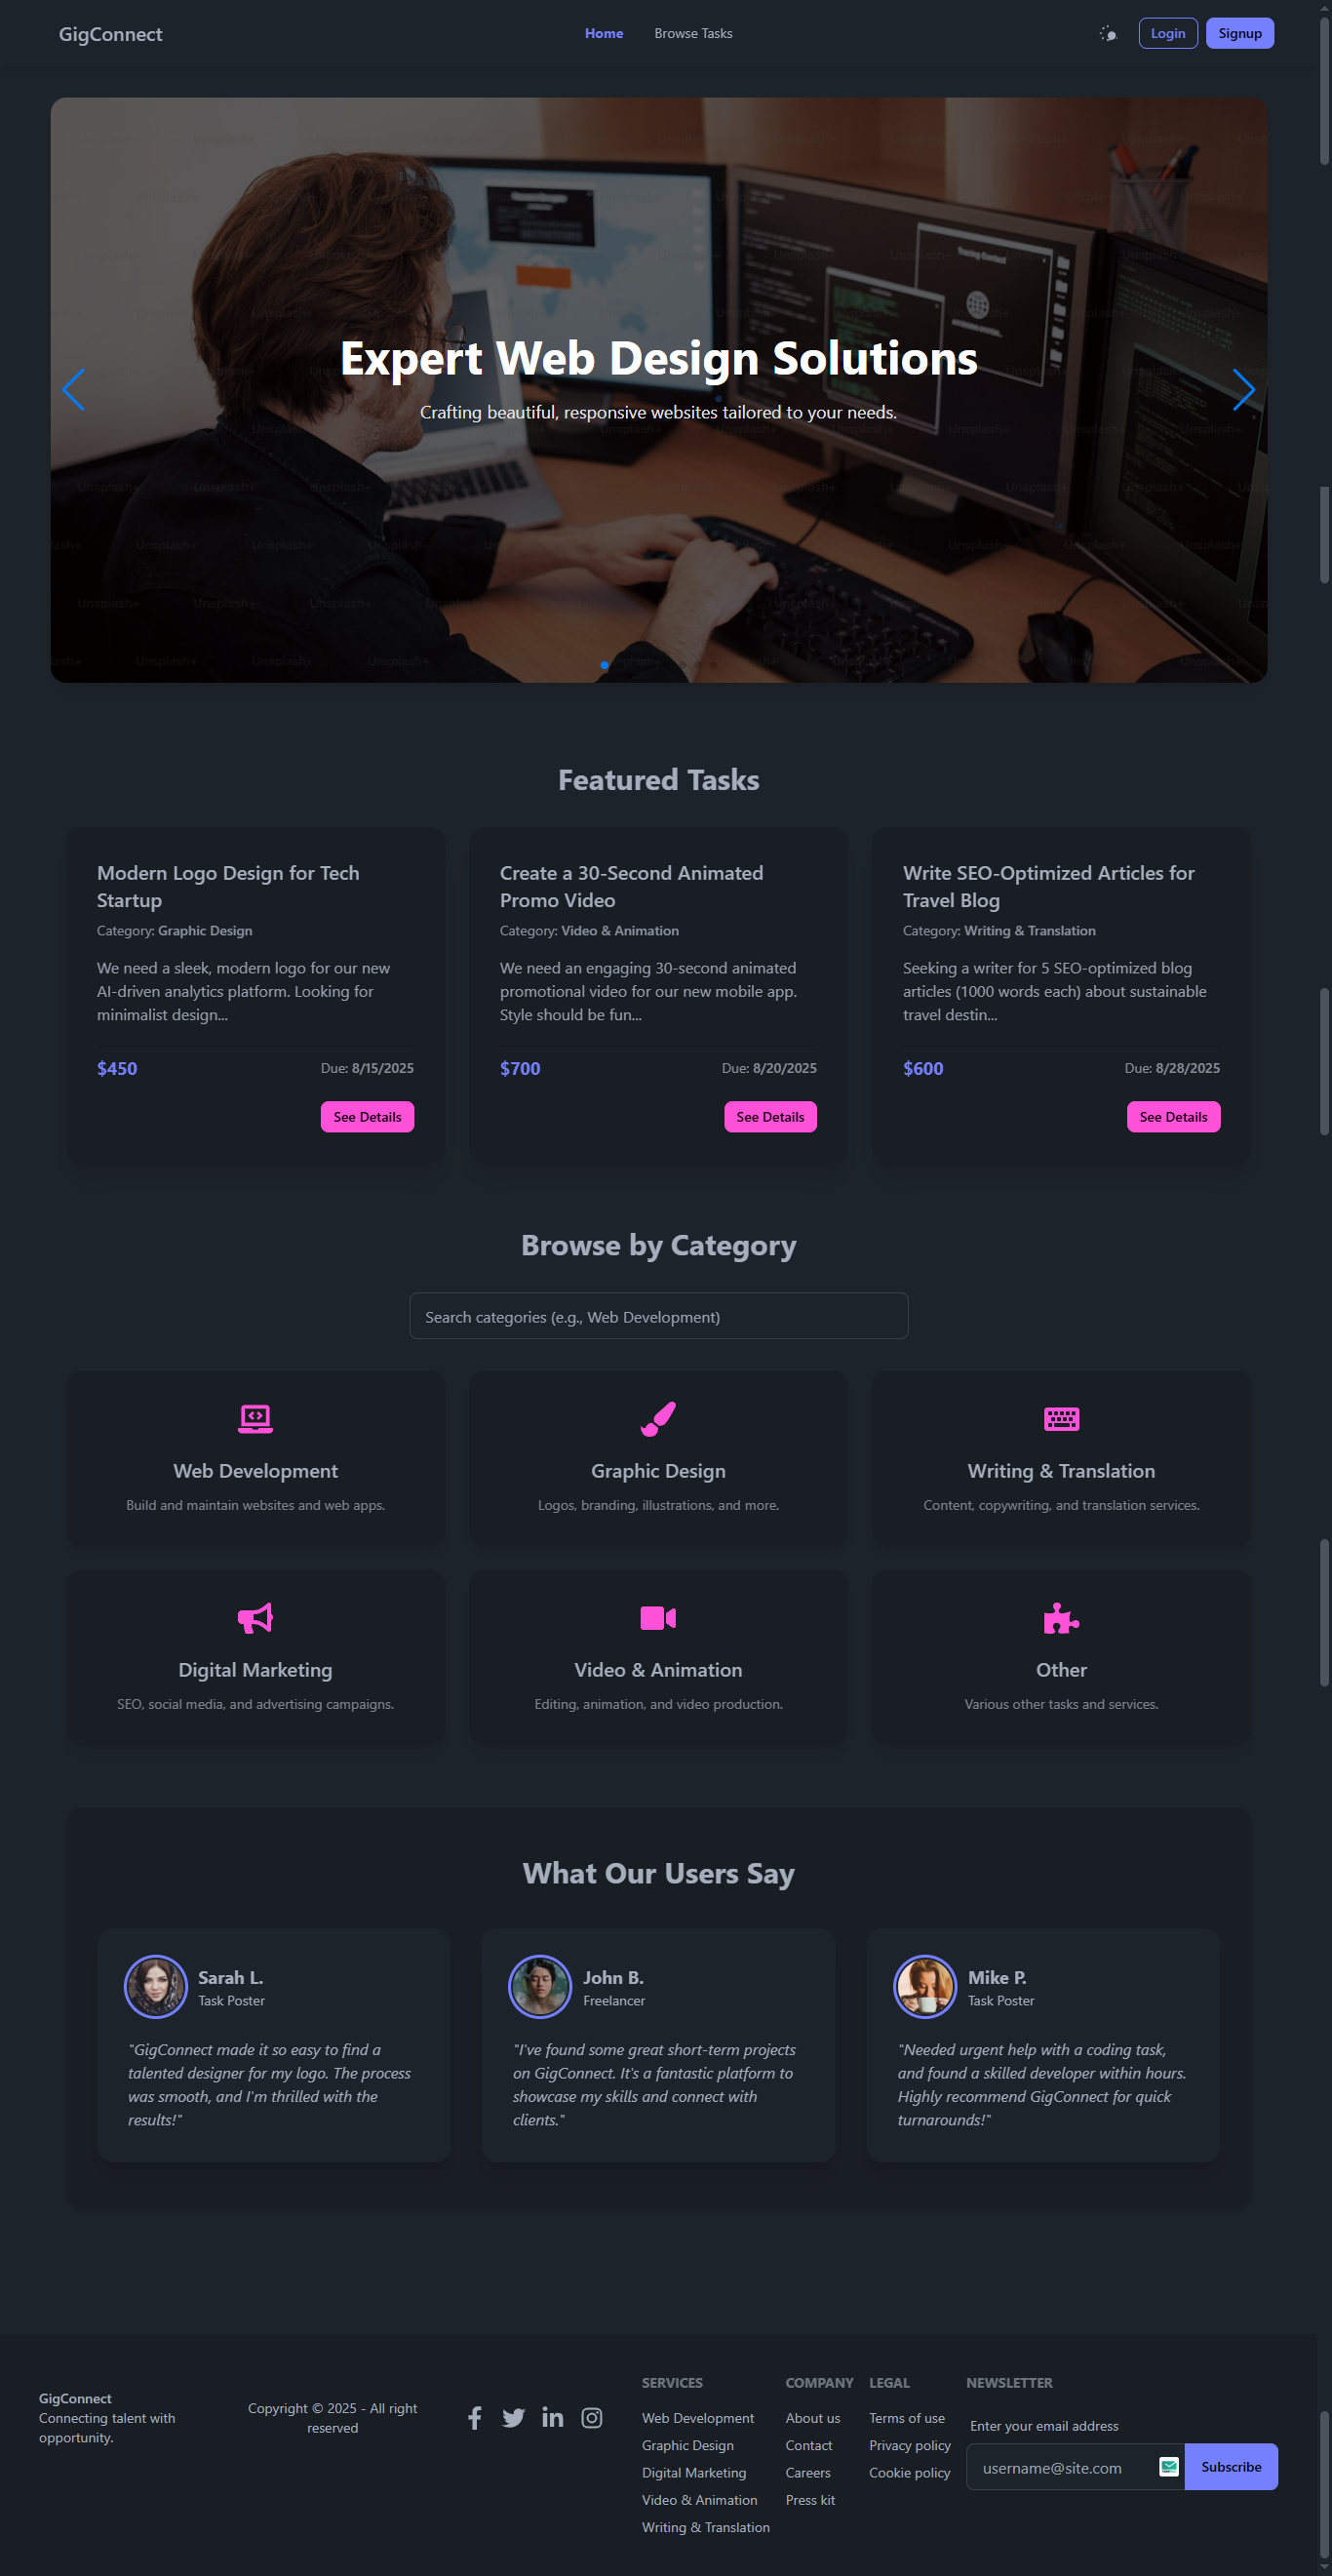 GigConnect
Home
Browse Tasks
Login
Signup
Expert Web Design Solutions
Crafting beautiful, responsive websites tailored to your needs.
Unsplash+
Featured Tasks
Modern Logo Design for Tech
Startup
Category: Graphic Design
We need a sleek, modern logo for our new
AI-driven analytics platform. Looking for
minimalist design...
$450
Due: 8/15/2025
See Details
Create a 30-Second Animated
Promo Video
Category: Video & Animation
We need an engaging 30-second animated
promotional video for our new mobile app.
Style should be fun...
$700
Due: 8/20/2025
See Details
Write SEO-Optimized Articles for
Travel Blog
Category: Writing & Translation
Seeking a writer for 5 SEO-optimized blog
articles (1000 words each) about sustainable
travel destin...
$600
Due: 8/28/2025
See Details
Browse by Category
Search categories (e.g., Web Development)
Web Development
Build and maintain websites and web apps.
Graphic Design
Logos, branding, illustrations, and more.
Writing & Translation
Content, copywriting, and translation services.
Digital Marketing
SEO, social media, and advertising campaigns.
Video & Animation
Editing, animation, and video production.
Other
Various other tasks and services.
What Our Users Say
Sarah L.
Task Poster
"GigConnect made it so easy to find a
talented designer for my logo. The process
was smooth, and I'm thrilled with the
results!"
John B.
Freelancer
"I've found some great short-term projects
on GigConnect. It's a fantastic platform to
showcase my skills and connect with
clients."
Mike P.
Task Poster
"Needed urgent help with a coding task,
and found a skilled developer within hours.
Highly recommend GigConnect for quick
turnarounds!"
GigConnect
Connecting talent with
opportunity.
Copyright © 2025 - All right
reserved
SERVICES
Web Development
Graphic Design
Digital Marketing
Video & Animation
Writing & Translation
COMPANY
About us
Contact
Careers
Press kit
LEGAL
Terms of use
Privacy policy
Cookie policy
NEWSLETTER
Enter your email address
username@site.com
Subscribe